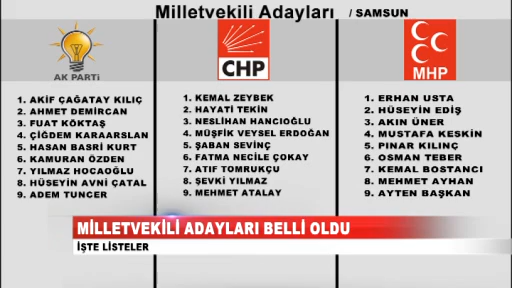 Milletvekili Adayları / SAMSUN
AK PARTİ
1. AKİF ÇAĞATAY KILIÇ
2. AHMET DEMİRCAN
3. FUAT KÖKTAŞ
4. ÇİĞDEM KARAARSLAN
5. HASAN BASRİ KURT
6. KAMURAN ÖZDEN
7. YILMAZ HOCAOĞLU
8. HÜSEYİN AVNİ ÇATAL
9. ADEM TUNCER
CHP
1. KEMAL ZEYBEK
2. HAYATİ TEKİN
3. NESLİHAN HANCIOĞLU
4. MÜŞFİK VEYSEL ERDOĞAN
5. ŞABAN SEVİNÇ
6. FATMA NECİLE ÇOKAY
7. ATIF TOMRUKÇU
8. ŞEVKİ YILMAZ
9. MEHMET ATALAY
MHP
1. ERHAN USTA
2. HÜSEYİN EDİŞ
3. AKIN ÜNER
4. MUSTAFA KESKİN
5. PINAR KILINÇ
6. OSMAN TEBER
7. KEMAL BOSTANCI
8. MEHMET AYHAN
9. AYTEN BAŞKAN
MİLLETVEKİLİ ADAYLARI BELLİ OLDU
İŞTE LİSTELER